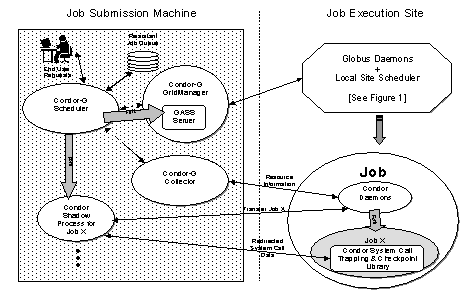 Job Submission Machine
Job Execution Site
End User
Requests
Persistant
Job Queue
Condor-G
GridManager
GASS
Server
Condor-G
Scheduler
Fork
Globus Daemons
+
Local Site Scheduler
[See Figure 1]
Fork
Condor-G
Collector
Resource
Information
Job
Condor
Daemons
Transfer Job X
Fork
Condor
Shadow
Process for
Job X
Redirected
System Call
Data
Job X
Condor System Call
Trapping & Checkpoint
Library